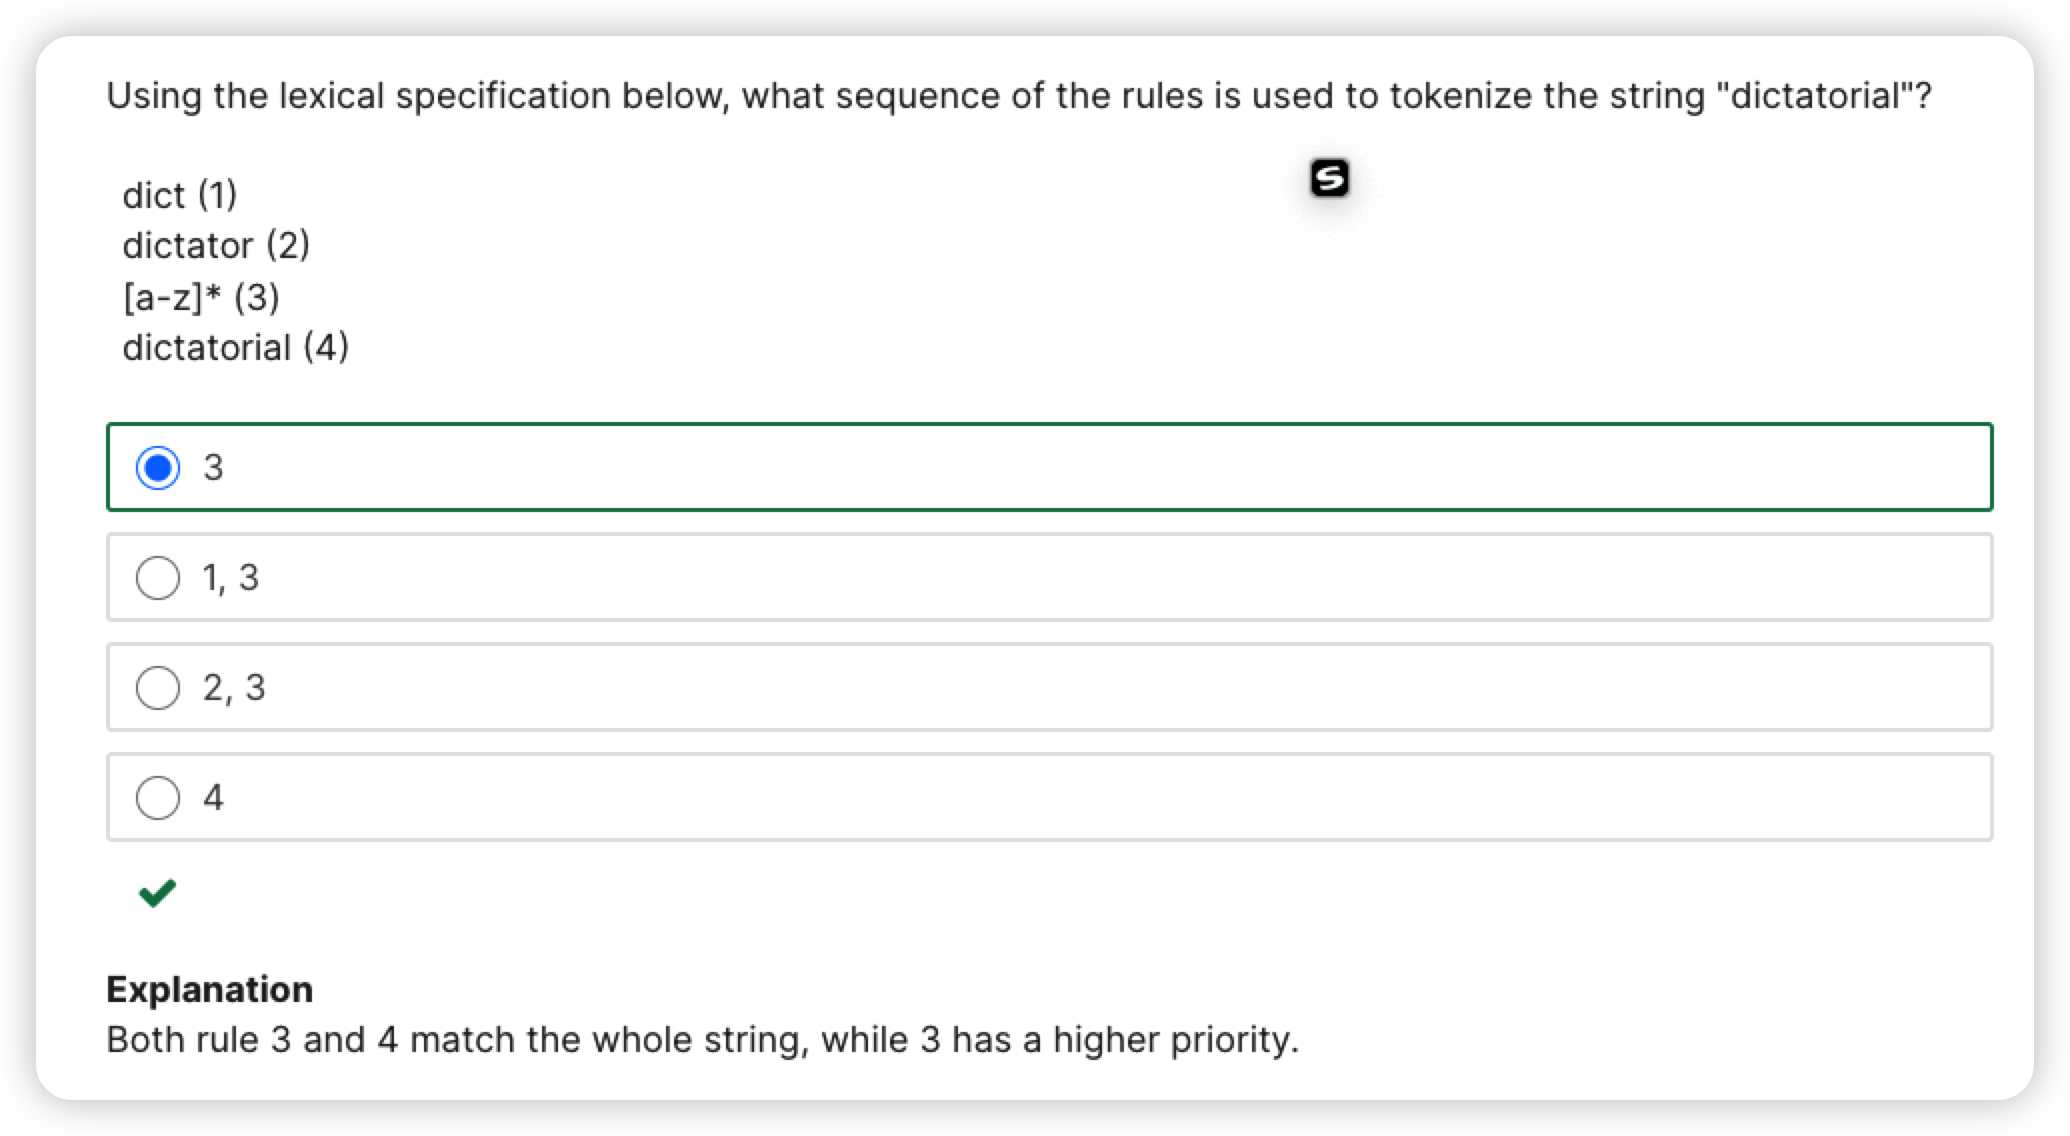 Using the lexical specification below, what sequence of the rules is used to tokenize the string "dictatorial"?
dict (1)
dictator (2)
[a-z]* (3)
dictatorial (4)
3
1, 3
2, 3
4
Explanation
Both rule 3 and 4 match the whole string, while 3 has a higher priority.